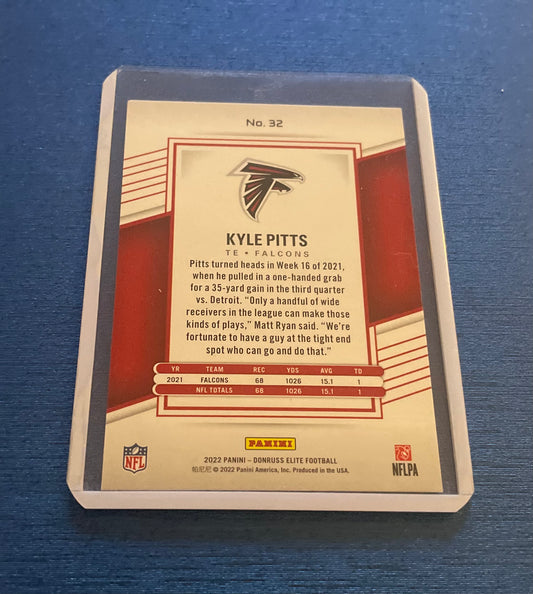 No. 32
KYLE PITTS
TE • FALCONS
Pitts turned heads in Week 16 of 2021,
when he pulled in a one-handed grab
for a 35-yard gain in the third quarter
vs. Detroit. “Only a handful of wide
receivers in the league can make those
kinds of plays,” Matt Ryan said. “We’re
fortunate to have a guy at the tight end
spot who can go and do that.”
YR TEAM REC YDS AVG TD
2021 FALCONS 68 1026 15.1 1
NFL TOTALS 68 1026 15.1 1
PANINI
NFL
2022 PANINI – DONRUSS ELITE FOOTBALL
帕尼尼 © 2022 Panini America, Inc. Produced in the USA.
NFLPA